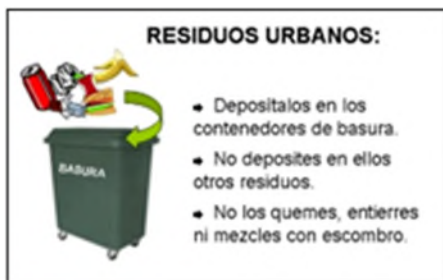 RESIDUOS URBANOS:
➨ Depositalos en los
contenedores de basura.
➨ No deposites en ellos
otros residuos.
➨ No los quemes, entierres
ni mezcles con escombro.
BASURA